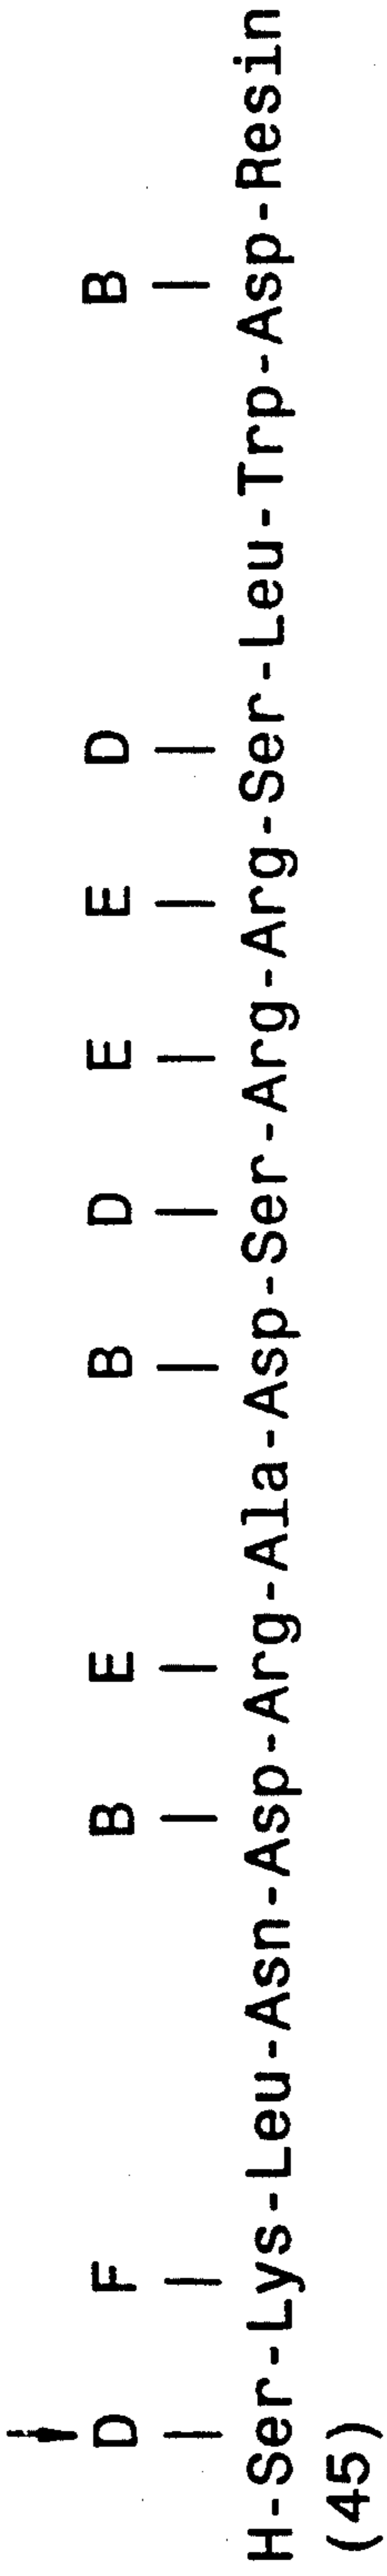 D F B E B D E E D B
H-Ser-Lys-Leu-Asn-Asp-Arg-Ala-Asp-Ser-Arg-Arg-Ser-Leu-Trp-Asp-Resin
(45)